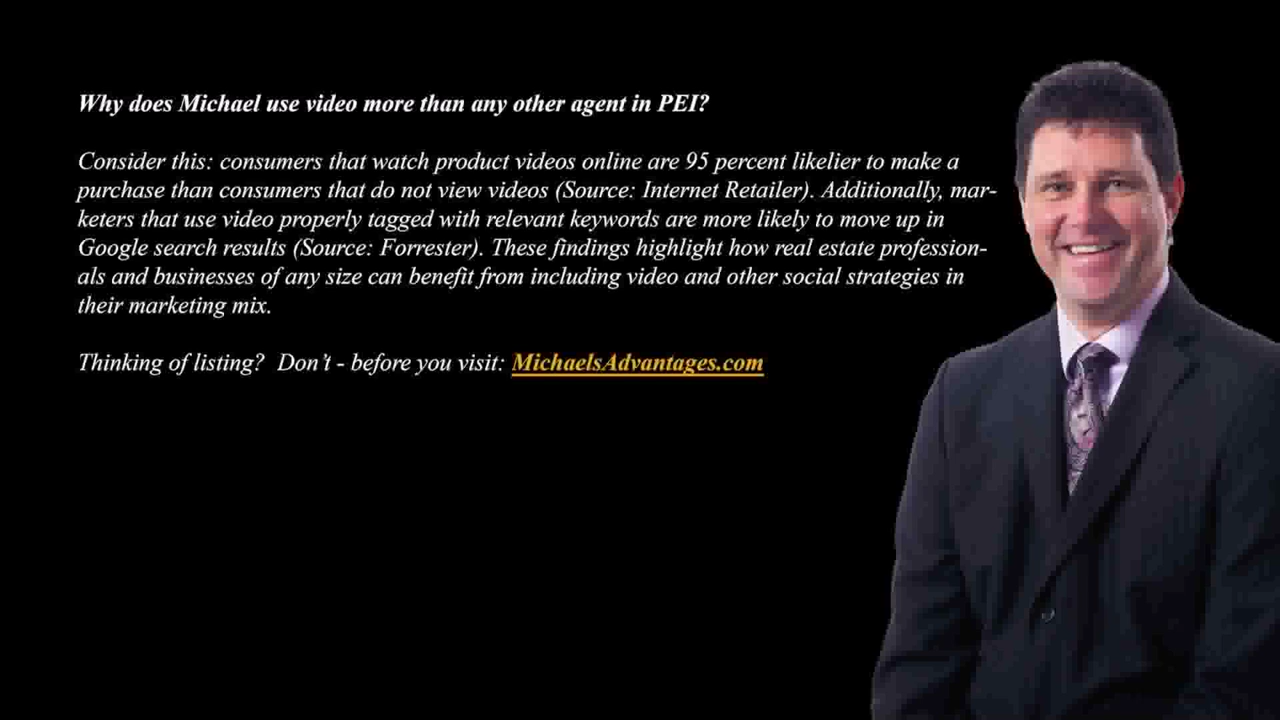 Why does Michael use video more than any other agent in PEI?
Consider this: consumers that watch product videos online are 95 percent likelier to make a
purchase than consumers that do not view videos (Source: Internet Retailer). Additionally, mar-
keters that use video properly tagged with relevant keywords are more likely to move up in
Google search results (Source: Forrester). These findings highlight how real estate profession-
als and businesses of any size can benefit from including video and other social strategies in
their marketing mix.
Thinking of listing?  Don't - before you visit: MichaelsAdvantages.com